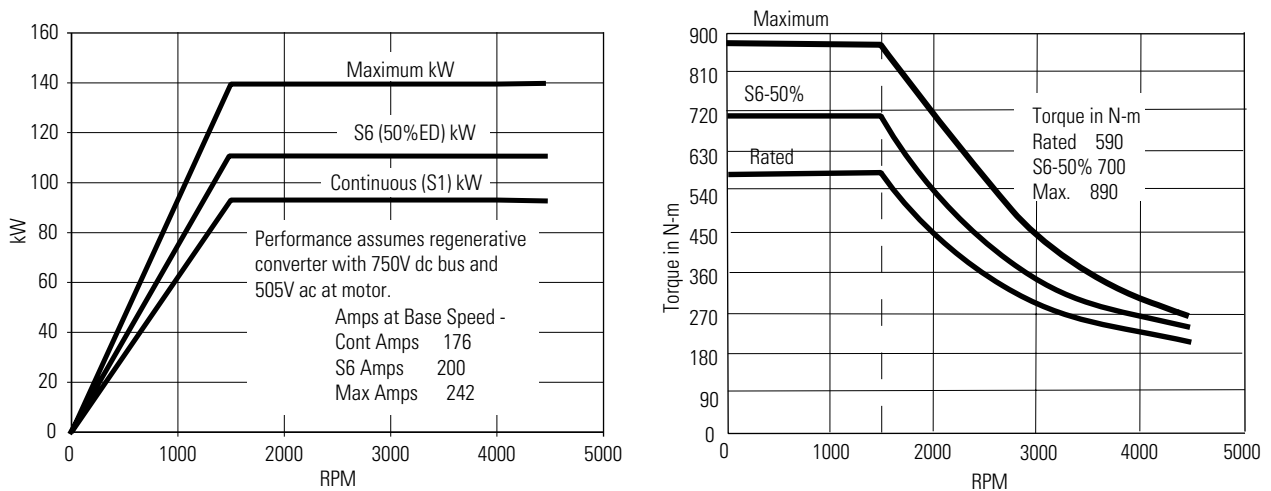 160
140
120
100
80
60
40
20
0
kW
Maximum kW
S6 (50%ED) kW
Continuous (S1) kW
Performance assumes regenerative
converter with 750V dc bus and
505V ac at motor.
Amps at Base Speed -
Cont Amps 176
S6 Amps 200
Max Amps 242
0 1000 2000 3000 4000 5000
RPM
Maximum
900
810
720
630
540
450
360
270
180
90
0
Torque in N-m
S6-50%
Rated
Torque in N-m
Rated 590
S6-50% 700
Max. 890
0 1000 2000 3000 4000 5000
RPM